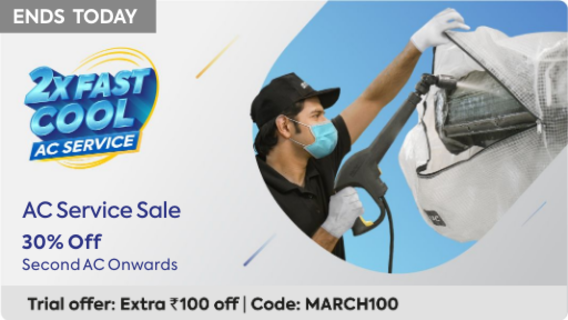 ENDS TODAY
2X FAST
COOL
AC SERVICE
AC Service Sale
30% Off
Second AC Onwards
Trial offer: Extra ₹100 off | Code: MARCH100